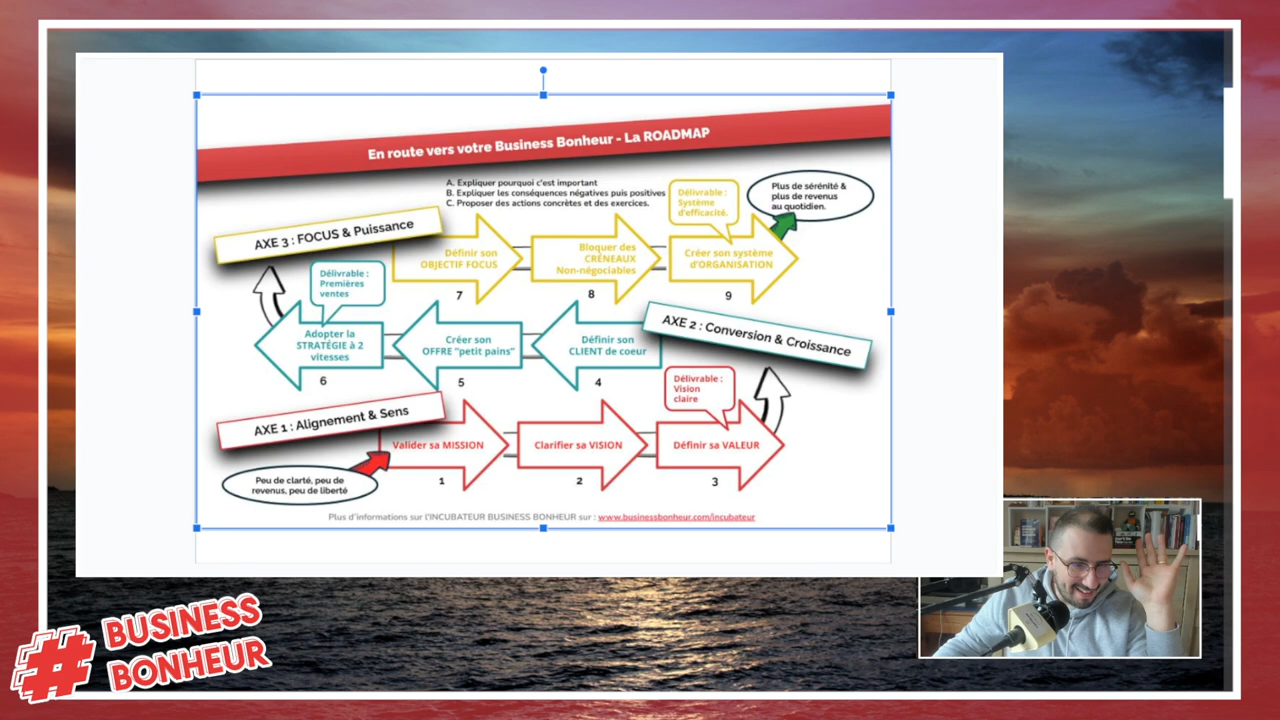 En route vers votre Business Bonheur - La ROADMAP
A. Expliquer pourquoi c'est important
B. Expliquer les conséquences négatives puis positives
C. Proposer des actions concrètes et des exercices.
Délivrable :
Système
d'efficacité.
Plus de sérénité &
plus de revenus
au quotidien.
AXE 3 : FOCUS & Puissance
Définir son
OBJECTIF FOCUS
7
Bloquer des
CRÉNEAUX
Non-négociables
8
Créer son système
d'ORGANISATION
9
Délivrable :
Premières
ventes
AXE 2 : Conversion & Croissance
Adopter la
STRATÉGIE à 2
vitesses
6
Créer son
OFFRE "petit pains"
5
Définir son
CLIENT de coeur
4
Délivrable :
Vision
claire
AXE 1 : Alignement & Sens
Valider sa MISSION
1
Clarifier sa VISION
2
Définir sa VALEUR
3
Peu de clarté, peu de
revenus, peu de liberté
Plus d'informations sur l'INCUBATEUR BUSINESS BONHEUR sur : www.businessbonheur.com/incubateur
# BUSINESS
BONHEUR